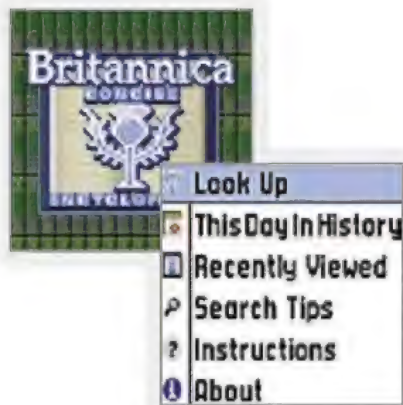 Britannica
CONCISE
Look Up
This Day In History
Recently Viewed
Search Tips
Instructions
About